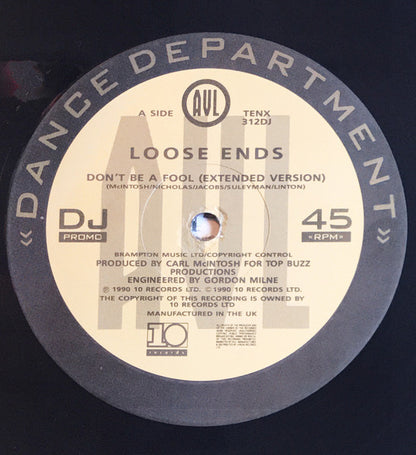 « DANCE DEPARTMENT »
AVL
A SIDE
TENX
312DJ
LOOSE ENDS
DON'T BE A FOOL (EXTENDED VERSION)
(McINTOSH/NICHOLAS/JACOBS/SULEYMAN/LINTON)
DJ
PROMO
45
«RPM»
BRAMPTON MUSIC LTD/COPYRIGHT CONTROL
PRODUCED BY CARL McINTOSH FOR TOP BUZZ
PRODUCTIONS
ENGINEERED BY GORDON MILNE
℗ 1990 10 RECORDS LTD. © 1990 10 RECORDS LTD.
THE COPYRIGHT OF THIS RECORDING IS OWNED BY
10 RECORDS LTD
MANUFACTURED IN THE UK
AVL
10
records